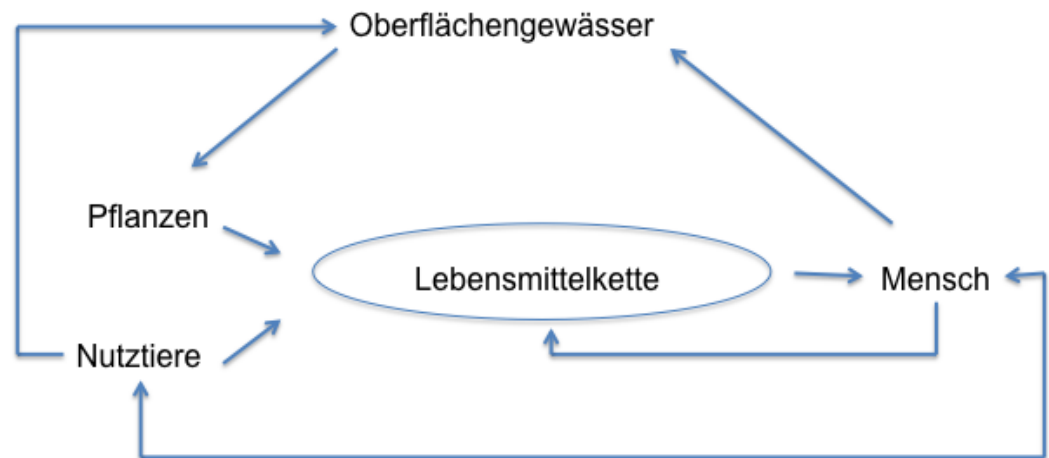 Oberflächengewässer
Pflanzen
Lebensmittelkette
Mensch
Nutztiere